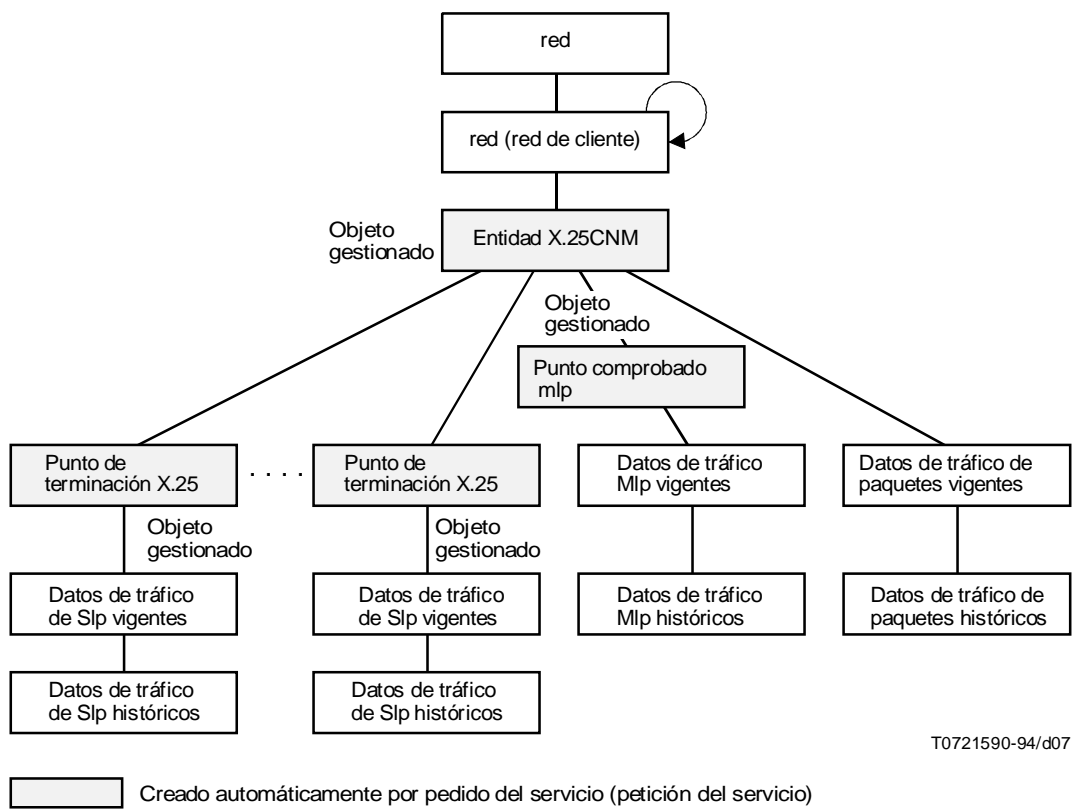 red
red (red de cliente)
Objeto
gestionado
Entidad X.25CNM
Objeto
gestionado
Punto comprobado
mlp
Punto de
terminación X.25
. . . .
Punto de
terminación X.25
Datos de tráfico
Mlp vigentes
Datos de tráfico de
paquetes vigentes
Objeto
gestionado
Objeto
gestionado
Datos de tráfico
de Slp vigentes
Datos de tráfico
de Slp vigentes
Datos de tráfico
Mlp históricos
Datos de tráfico de
paquetes históricos
Datos de tráfico
de Slp históricos
Datos de tráfico
de Slp históricos
T0721590-94/d07
Creado automáticamente por pedido del servicio (petición del servicio)